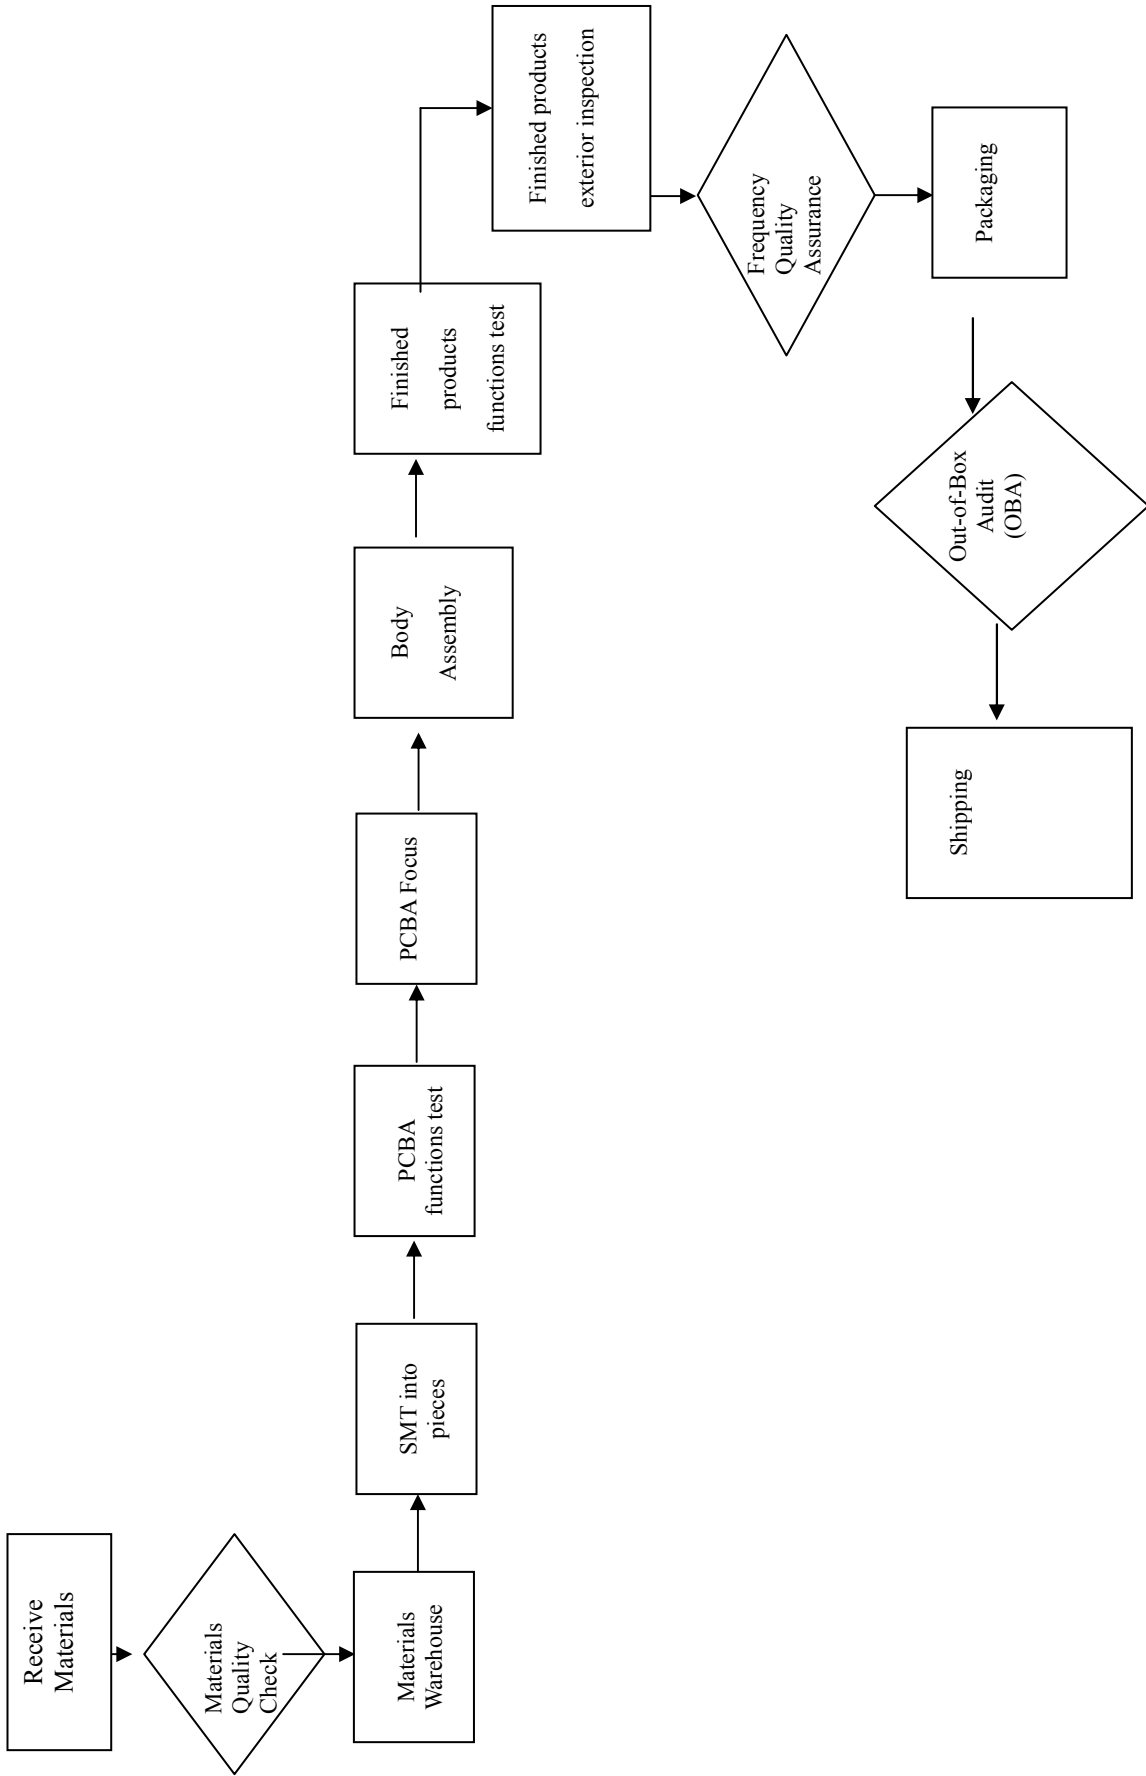 Receive
Materials
Materials
Quality
Check
Materials
Warehouse
SMT into
pieces
PCBA
functions test
PCBA Focus
Body
Assembly
Finished
products
functions test
Finished products
exterior inspection
Frequency
Quality
Assurance
Packaging
Out-of-Box
Audit
(OBA)
Shipping